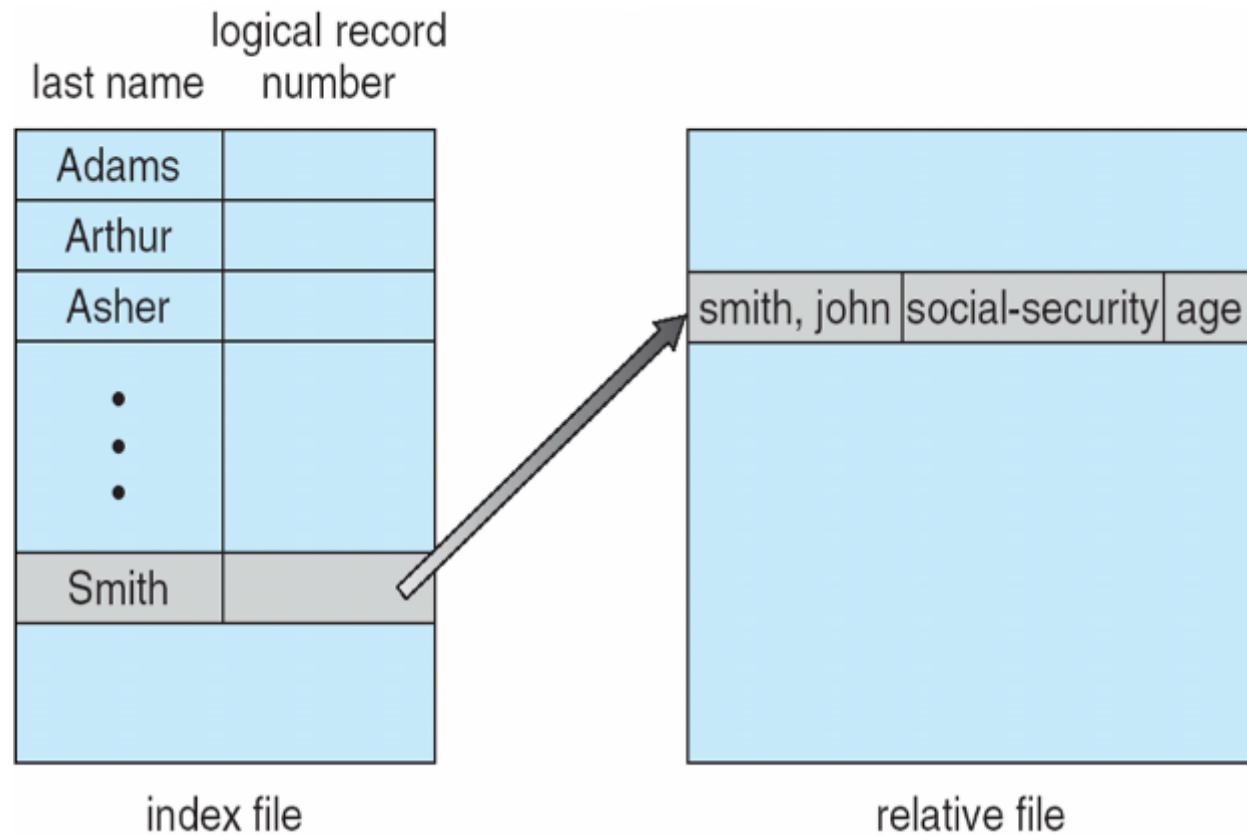 logical record
last name number
Adams
Arthur
Asher
Smith
smith, john social-security age
index file relative file